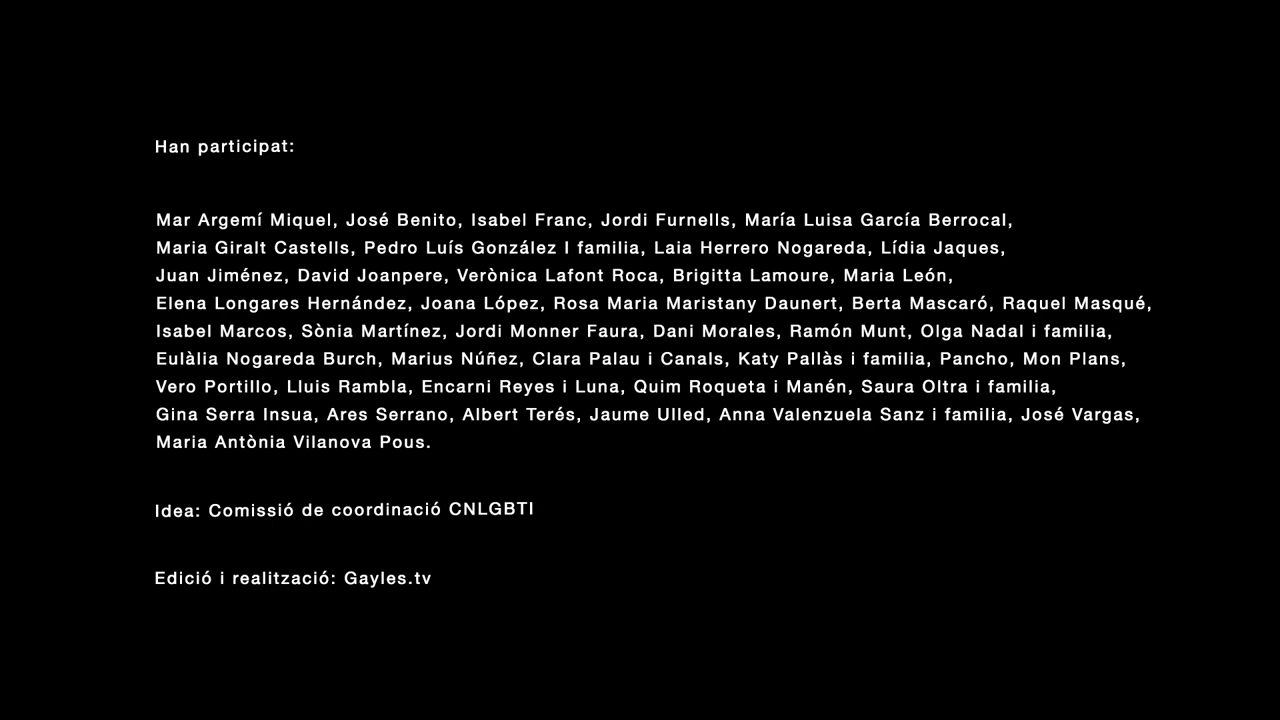 Han participat:
Mar Argemí Miquel, José Benito, Isabel Franc, Jordi Furnells, María Luisa García Berrocal,
Maria Giralt Castells, Pedro Luís González I familia, Laia Herrero Nogareda, Lídia Jaques,
Juan Jiménez, David Joanpere, Verònica Lafont Roca, Brigitta Lamoure, Maria León,
Elena Longares Hernández, Joana López, Rosa Maria Maristany Daunert, Berta Mascaró, Raquel Masqué,
Isabel Marcos, Sònia Martínez, Jordi Monner Faura, Dani Morales, Ramón Munt, Olga Nadal i familia,
Eulàlia Nogareda Burch, Marius Núñez, Clara Palau i Canals, Katy Pallàs i familia, Pancho, Mon Plans,
Vero Portillo, Lluis Rambla, Encarni Reyes i Luna, Quim Roqueta i Manén, Saura Oltra i familia,
Gina Serra Insua, Ares Serrano, Albert Terés, Jaume Ulled, Anna Valenzuela Sanz i familia, José Vargas,
Maria Antònia Vilanova Pous.
Idea: Comissió de coordinació CNLGBTI
Edició i realització: Gayles.tv